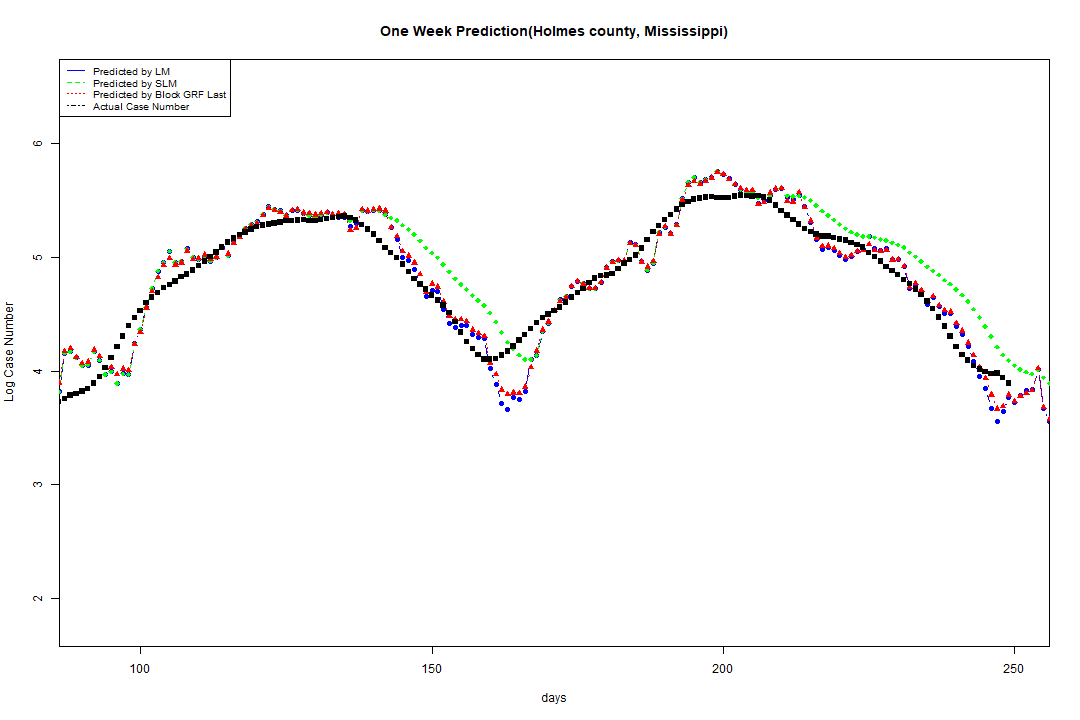 One Week Prediction(Holmes county, Mississippi)
Predicted by LM
Predicted by SLM
Predicted by Block GRF Last
Actual Case Number
6
5
4
3
2
Log Case Number
100 150 200 250
days